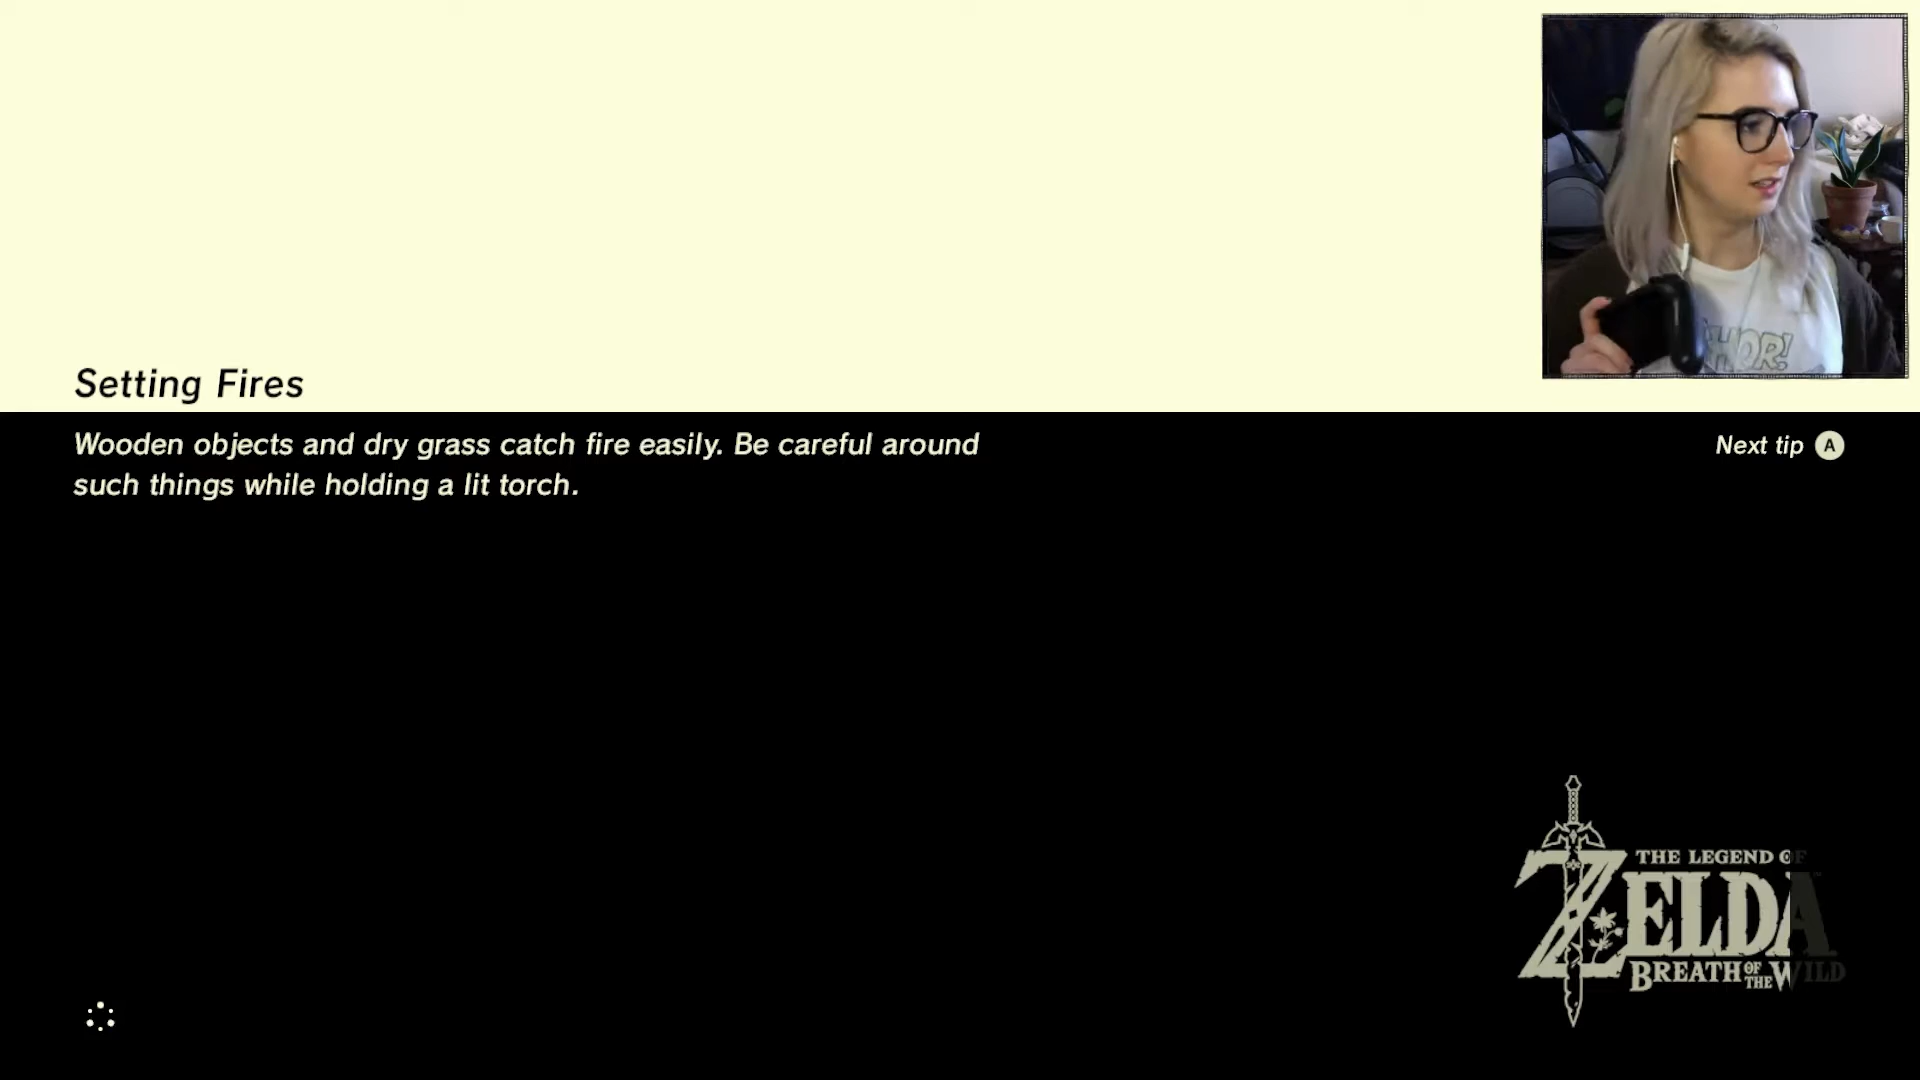 Setting Fires
Wooden objects and dry grass catch fire easily. Be careful around
such things while holding a lit torch.
Next tip A
HOR!
THE LEGEND OF
ZELDA
BREATH OF THE WILD